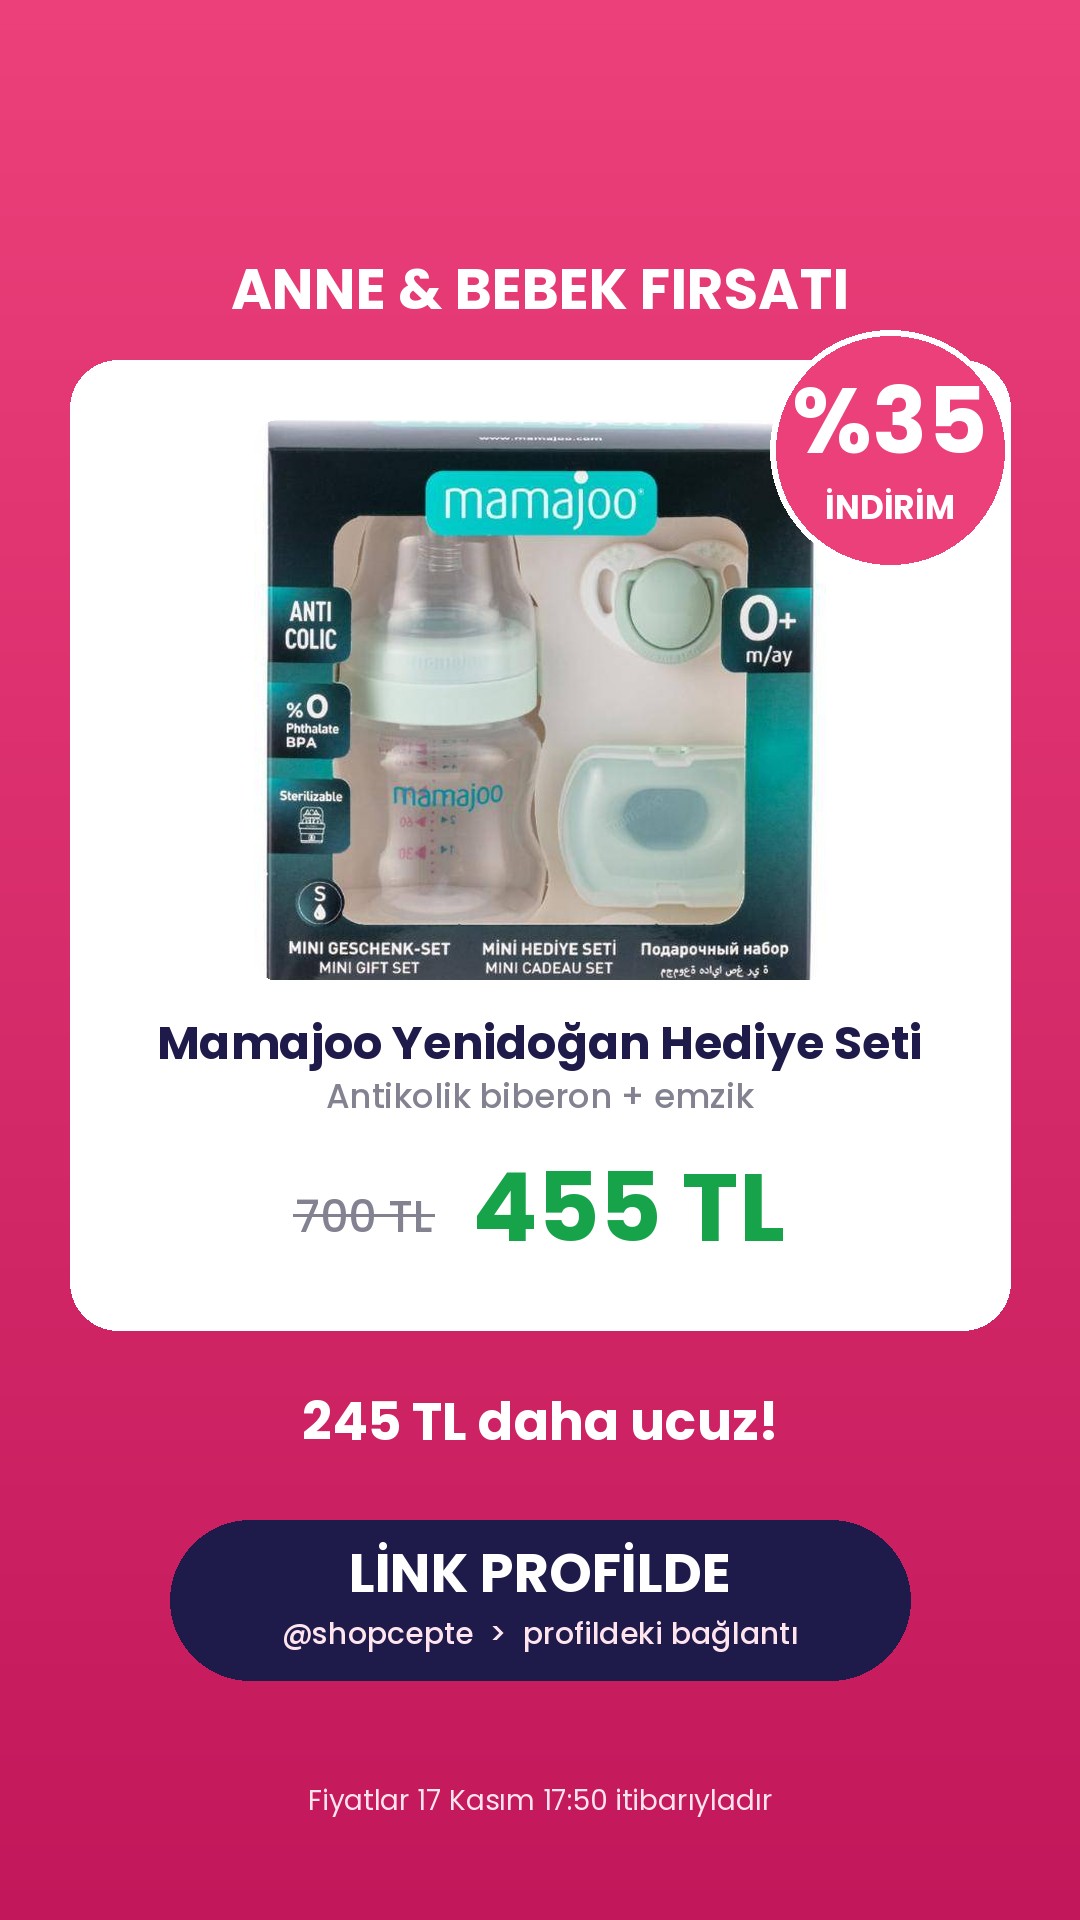 ANNE & BEBEK FIRSATI
%35
İNDİRİM
www.mamajoo.com
mamajoo
ANTI
COLIC
0+
m/ay
%0
Phthalate
BPA
Sterilizable
mamajoo
S
MINI GESCHENK-SET
MINI GIFT SET
MİNİ HEDİYE SETİ
MINI CADEAU SET
Подарочный набор
Mamajoo Yenidoğan Hediye Seti
Antikolik biberon + emzik
700 TL
455 TL
245 TL daha ucuz!
LİNK PROFİLDE
@shopcepte > profildeki bağlantı
Fiyatlar 17 Kasım 17:50 itibarıyladır